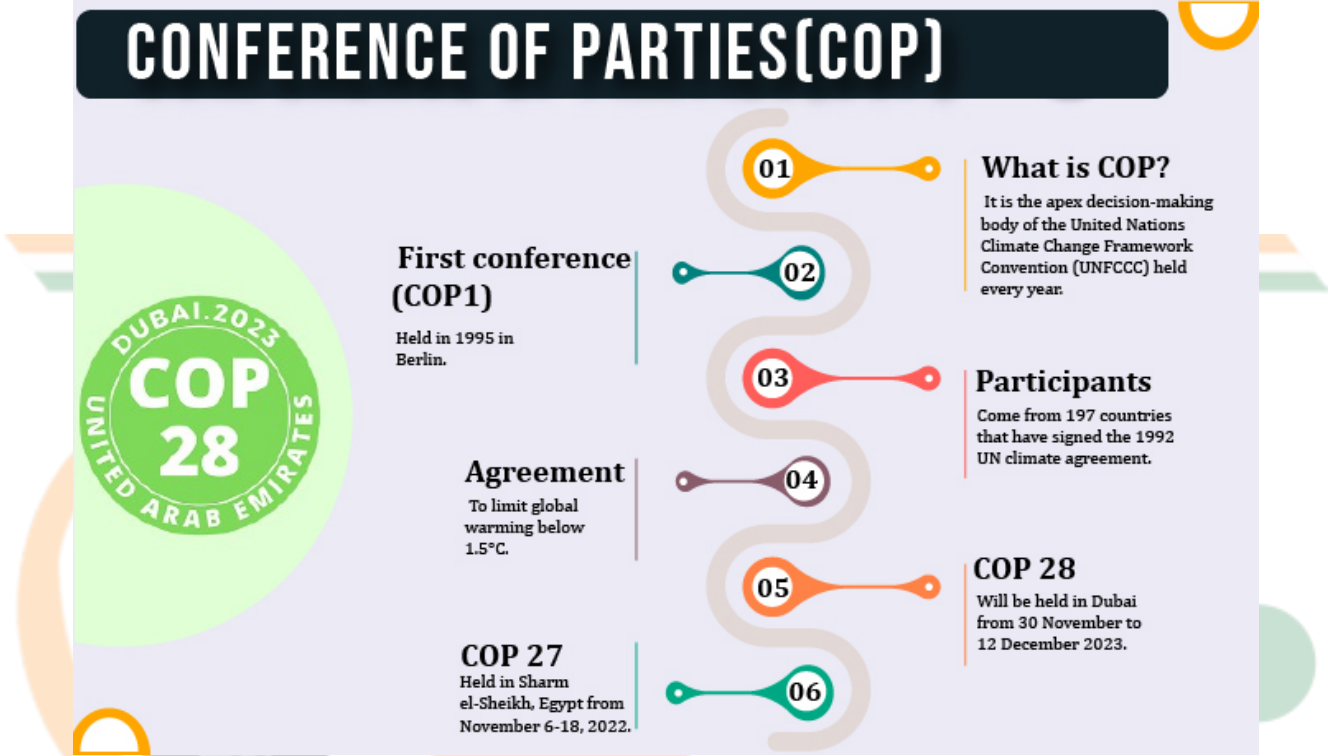 CONFERENCE OF PARTIES(COP)
DUBAI.2023
COP
28
UNITED ARAB EMIRATES
01
What is COP?
It is the apex decision-making
body of the United Nations
Climate Change Framework
Convention (UNFCCC) held
every year.
02
First conference
(COP1)
Held in 1995 in
Berlin.
03
Participants
Come from 197 countries
that have signed the 1992
UN climate agreement.
04
Agreement
To limit global
warming below
1.5°C.
05
COP 28
Will be held in Dubai
from 30 November to
12 December 2023.
06
COP 27
Held in Sharm
el-Sheikh, Egypt from
November 6-18, 2022.